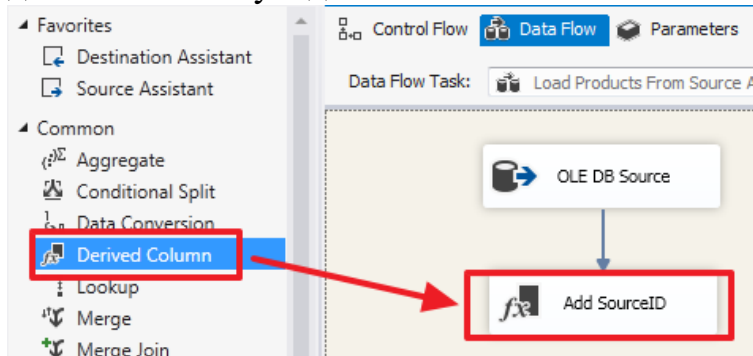 Favorites
Destination Assistant
Source Assistant
Common
Aggregate
Conditional Split
Data Conversion
Derived Column
Lookup
Merge
Merge Join
Control Flow
Data Flow
Parameters
Data Flow Task:
Load Products From Source A
OLE DB Source
fx Add SourceID